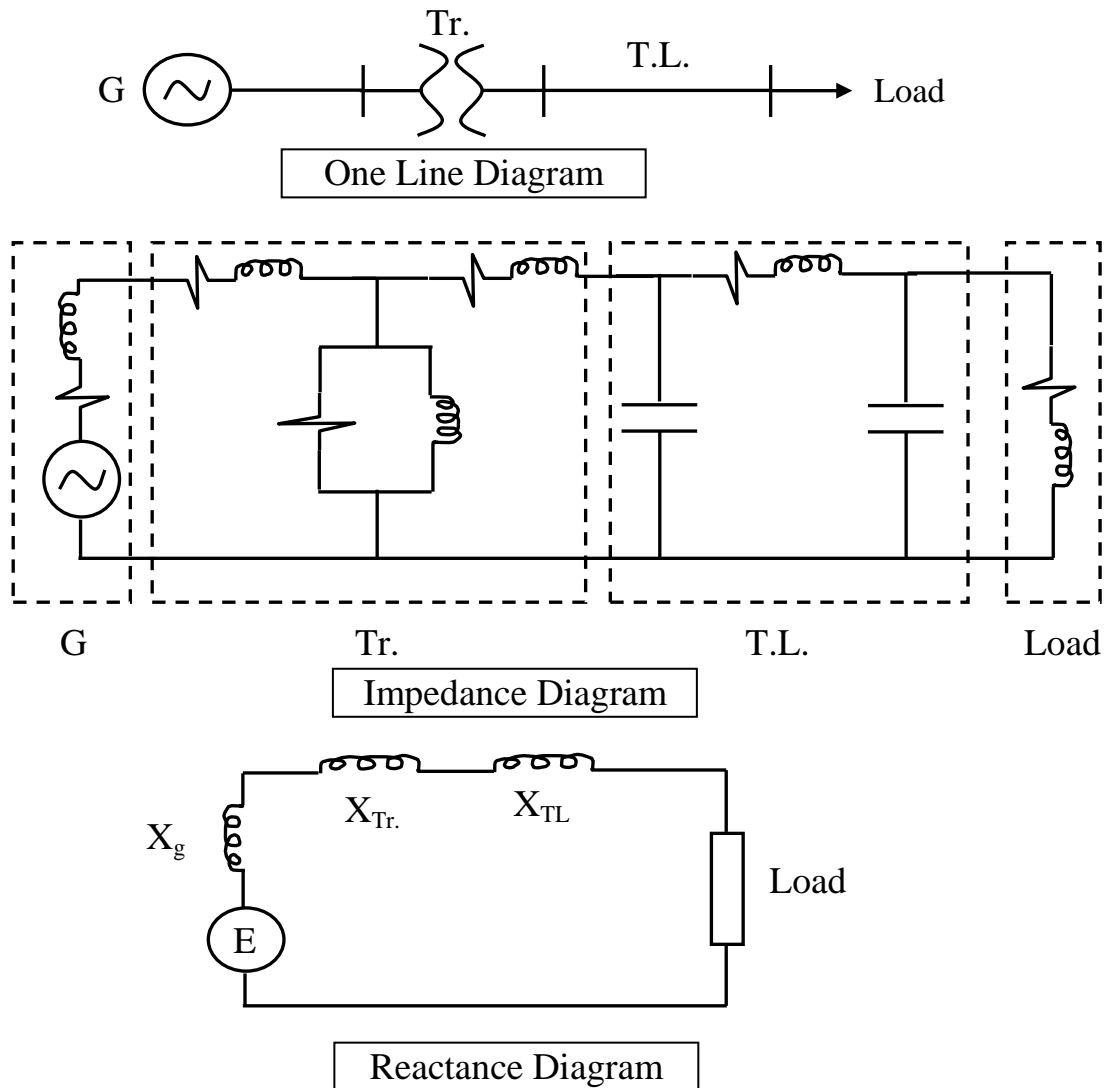 Tr.
T.L.
G
Load
One Line Diagram
G
Tr.
T.L.
Load
Impedance Diagram
X_Tr.
X_TL
X_g
Load
E
Reactance Diagram